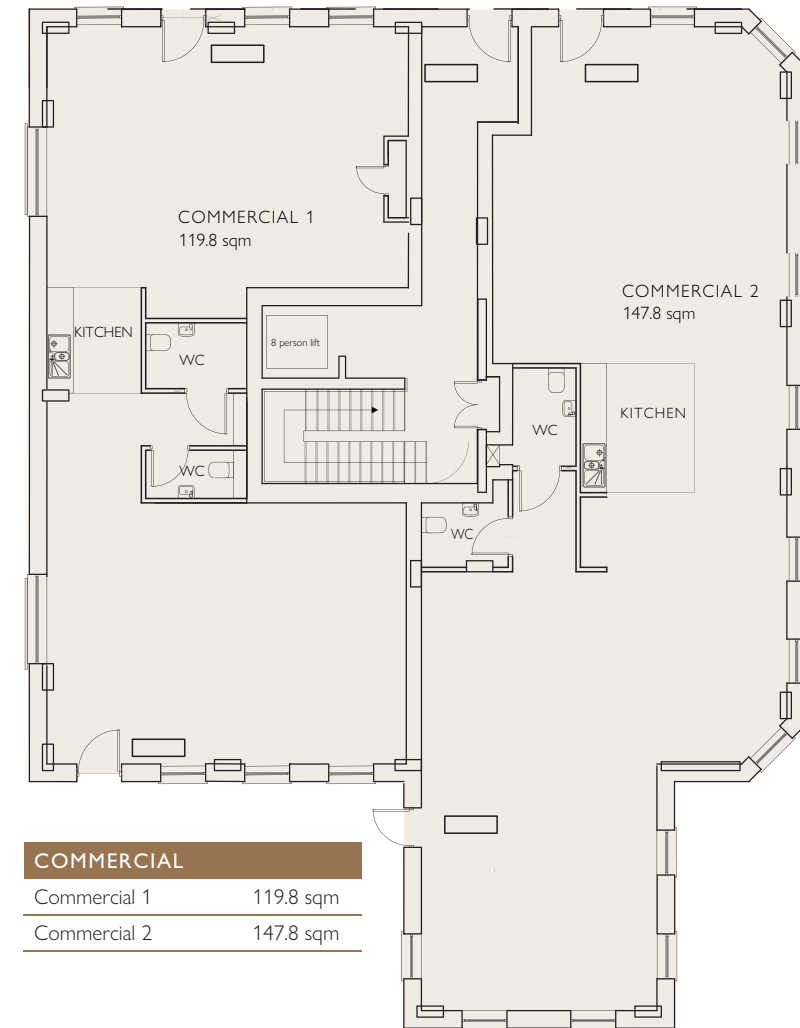 COMMERCIAL 1
119.8 sqm
COMMERCIAL 2
147.8 sqm
KITCHEN
WC
8 person lift
WC
KITCHEN
WC
WC
COMMERCIAL
Commercial 1 119.8 sqm
Commercial 2 147.8 sqm